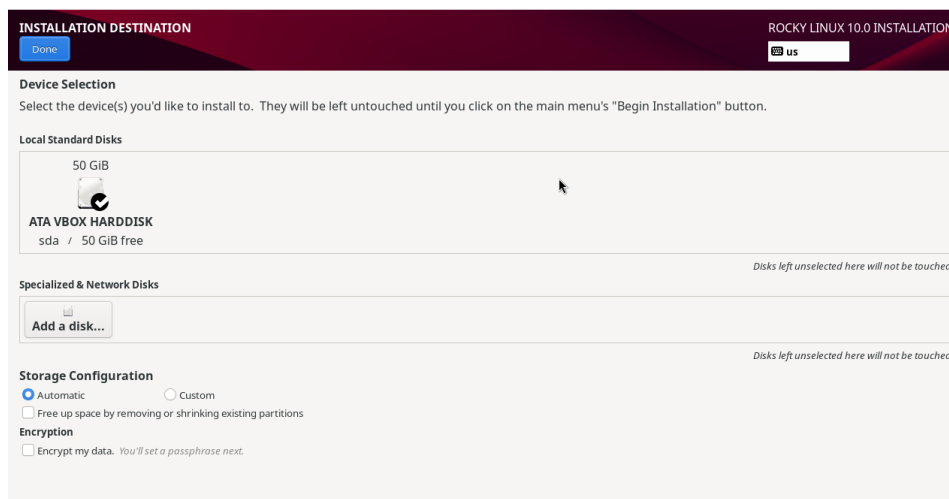 INSTALLATION DESTINATION
ROCKY LINUX 10.0 INSTALLATION
Done
us
Device Selection
Select the device(s) you'd like to install to.  They will be left untouched until you click on the main menu's "Begin Installation" button.
Local Standard Disks
50 GiB
ATA VBOX HARDDISK
sda / 50 GiB free
Disks left unselected here will not be touched
Specialized & Network Disks
Add a disk...
Disks left unselected here will not be touched
Storage Configuration
Automatic
Custom
Free up space by removing or shrinking existing partitions
Encryption
Encrypt my data. You'll set a passphrase next.